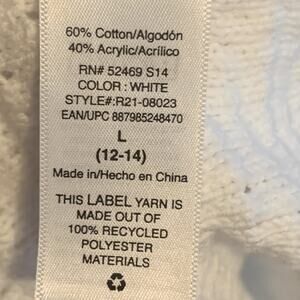 60% Cotton/Algodón
40% Acrylic/Acrílico
RN# 52469 S14
COLOR : WHITE
STYLE#:R21-08023
EAN/UPC 887985248470
L
(12-14)
Made in/Hecho en China
THIS LABEL YARN IS
MADE OUT OF
100% RECYCLED
POLYESTER
MATERIALS